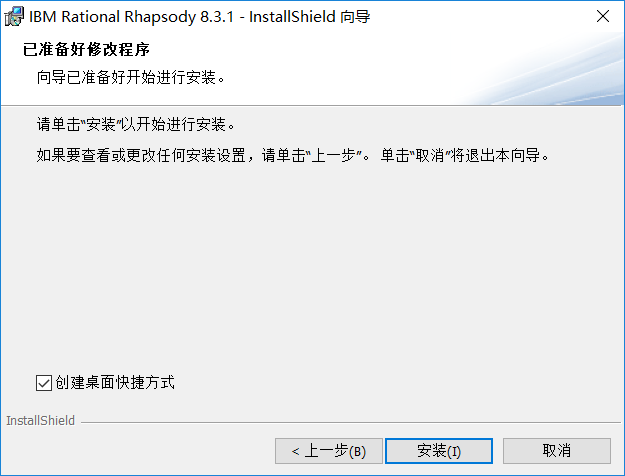 IBM Rational Rhapsody 8.3.1 - InstallShield 向导
已准备好修改程序
向导已准备好开始进行安装。
请单击“安装”以开始进行安装。
如果要查看或更改任何安装设置，请单击“上一步”。 单击“取消”将退出本向导。
创建桌面快捷方式
InstallShield
< 上一步(B) 安装(I) 取消